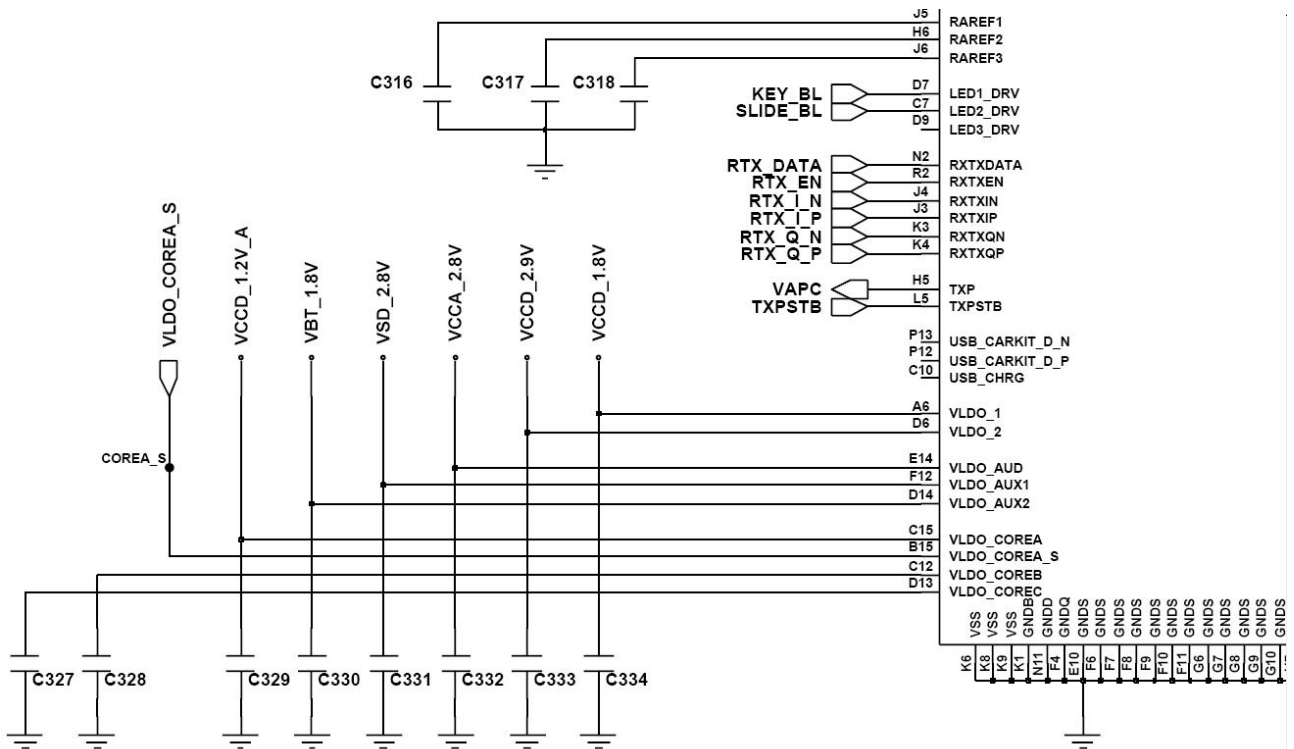 J5 RAREF1
H6 RAREF2
J6 RAREF3
C316 C317 C318
KEY_BL D7 LED1_DRV
SLIDE_BL C7 LED2_DRV
D9 LED3_DRV
RTX_DATA N2 RXTXDATA
RTX_EN R2 RXTXEN
RTX_I_N J4 RXTXIN
RTX_I_P J3 RXTXIP
RTX_Q_N K3 RXTXQN
RTX_Q_P K4 RXTXQP
VAPC H5 TXP
TXPSTB L5 TXPSTB
P13 USB_CARKIT_D_N
P12 USB_CARKIT_D_P
C10 USB_CHRG
VLDO_COREA_S
VCCD_1.2V_A
VBT_1.8V
VSD_2.8V
VCCA_2.8V
VCCD_2.9V
VCCD_1.8V
A6 VLDO_1
D6 VLDO_2
COREA_S
E14 VLDO_AUD
F12 VLDO_AUX1
D14 VLDO_AUX2
C15 VLDO_COREA
B15 VLDO_COREA_S
C12 VLDO_COREB
D13 VLDO_COREC
VSS VSS VSS GNDB GNDD GNDQ GNDS GNDS GNDS GNDS GNDS GNDS GNDS GNDS GNDS GNDS GNDS GNDS
K6 K8 K9 K1 N11 F4 E10 F6 F7 F8 F9 F10 F11 G6 G7 G8 G9 G10
C327 C328 C329 C330 C331 C332 C333 C334